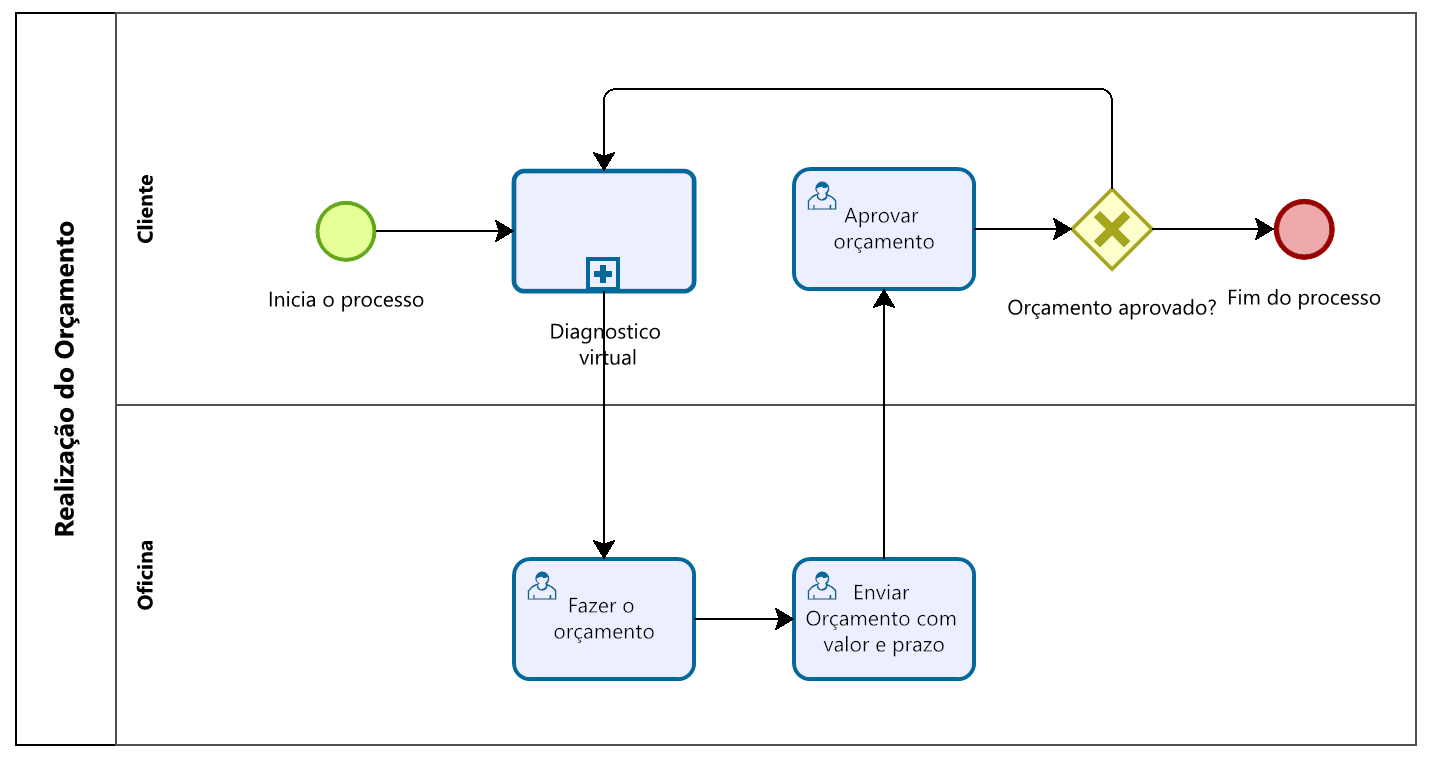 Realização do Orçamento
Cliente
Inicia o processo
Diagnostico
virtual
Aprovar
orçamento
Orçamento aprovado?
Fim do processo
Oficina
Fazer o
orçamento
Enviar
Orçamento com
valor e prazo